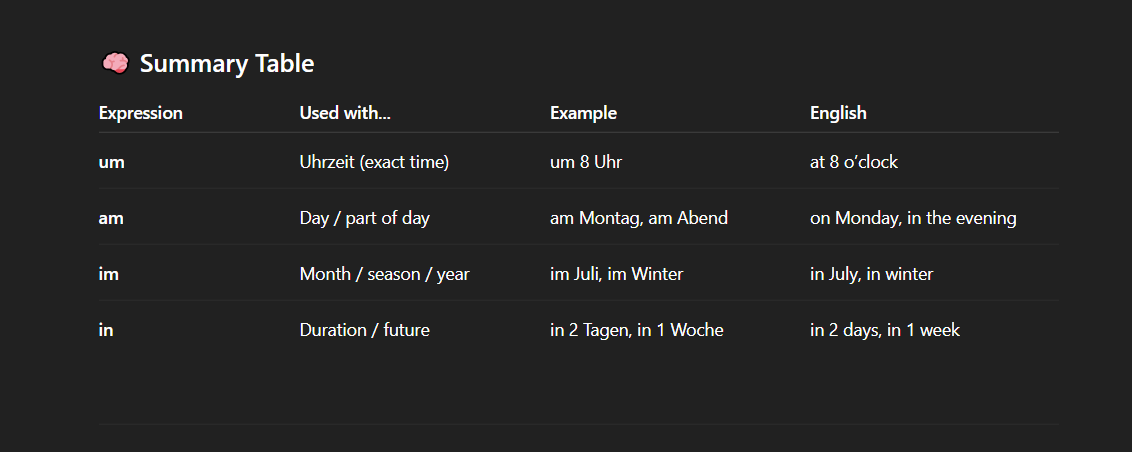 🧠 Summary Table
Expression Used with... Example English
um Uhrzeit (exact time) um 8 Uhr at 8 o’clock
am Day / part of day am Montag, am Abend on Monday, in the evening
im Month / season / year im Juli, im Winter in July, in winter
in Duration / future in 2 Tagen, in 1 Woche in 2 days, in 1 week